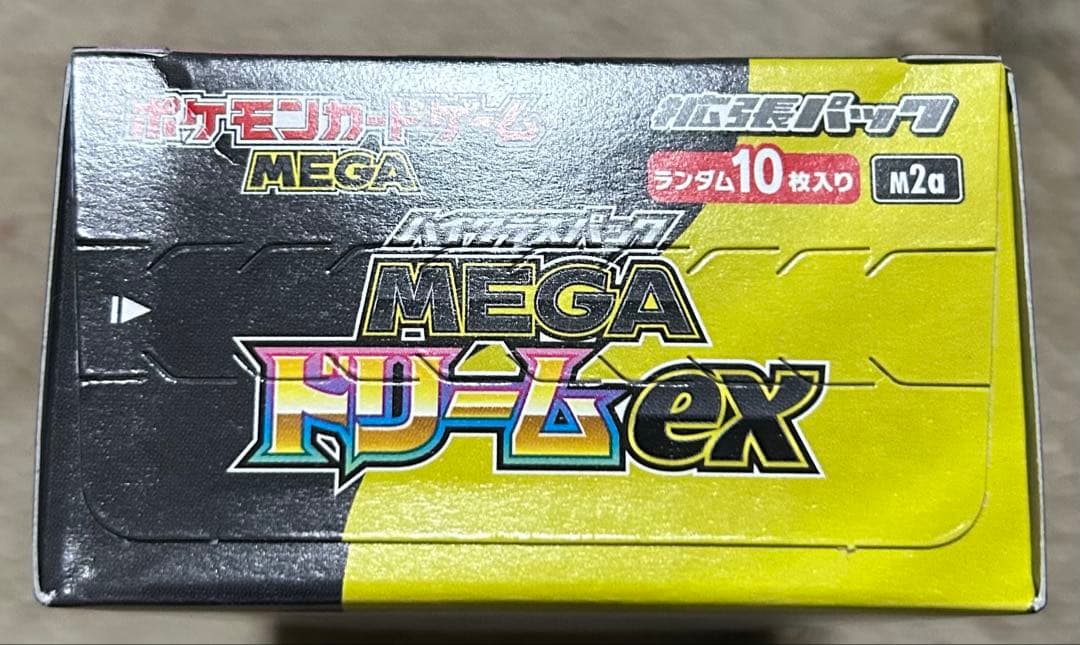 ポケモンカードゲーム
MEGA
拡張パック
ランダム10枚入り
M2a
ハイクラスパック
MEGA
ドリームex